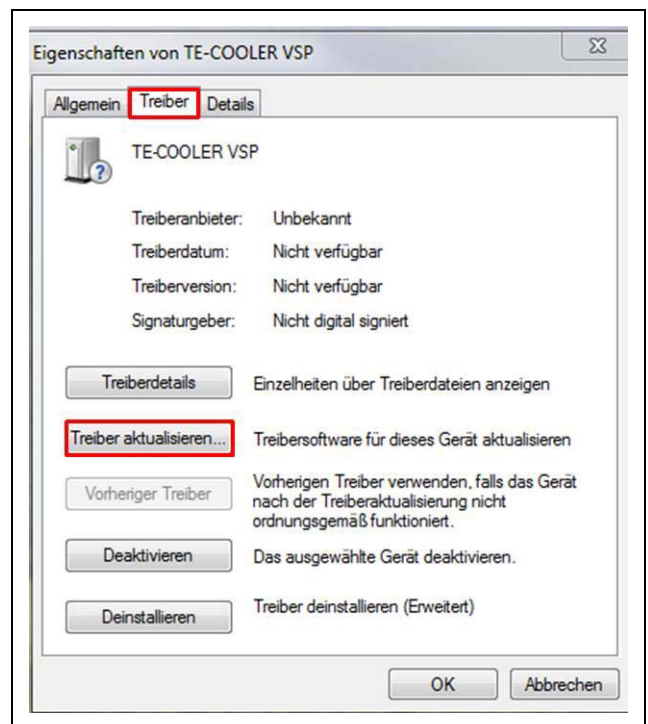 Eigenschaften von TE-COOLER VSP
Allgemein Treiber Details
TE-COOLER VSP
Treiberanbieter: Unbekannt
Treiberdatum: Nicht verfügbar
Treiberversion: Nicht verfügbar
Signaturgeber: Nicht digital signiert
Treiberdetails Einzelheiten über Treiberdateien anzeigen
Treiber aktualisieren... Treibersoftware für dieses Gerät aktualisieren
Vorheriger Treiber Vorherigen Treiber verwenden, falls das Gerät
nach der Treiberaktualisierung nicht
ordnungsgemäß funktioniert.
Deaktivieren Das ausgewählte Gerät deaktivieren.
Deinstallieren Treiber deinstallieren (Erweitert)
OK Abbrechen